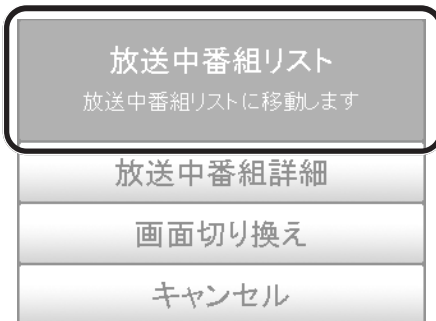 放送中番組リスト
放送中番組リストに移動します
放送中番組詳細
画面切り換え
キャンセル